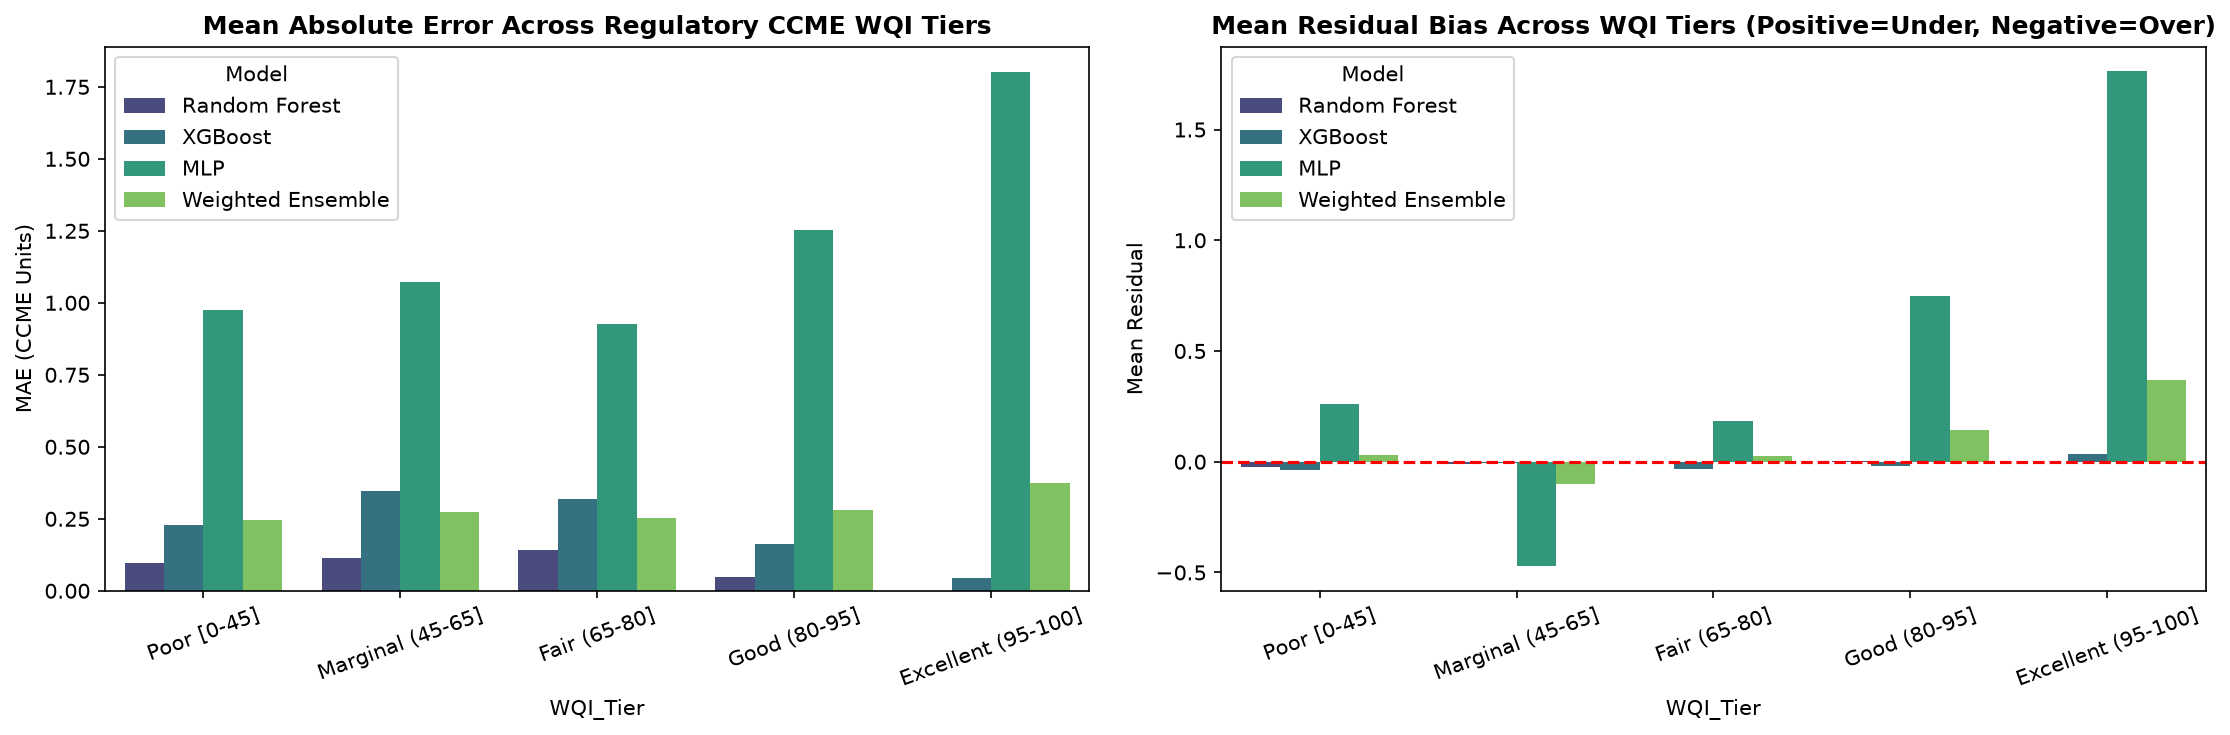 Mean Absolute Error Across Regulatory CCME WQI Tiers
Model
Random Forest
XGBoost
MLP
Weighted Ensemble
MAE (CCME Units)
1.75
1.50
1.25
1.00
0.75
0.50
0.25
0.00
Poor [0-45]
Marginal (45-65]
Fair (65-80]
Good (80-95]
Excellent (95-100]
WQI_Tier
Mean Residual Bias Across WQI Tiers (Positive=Under, Negative=Over)
Model
Random Forest
XGBoost
MLP
Weighted Ensemble
Mean Residual
1.5
1.0
0.5
0.0
−0.5
Poor [0-45]
Marginal (45-65]
Fair (65-80]
Good (80-95]
Excellent (95-100]
WQI_Tier